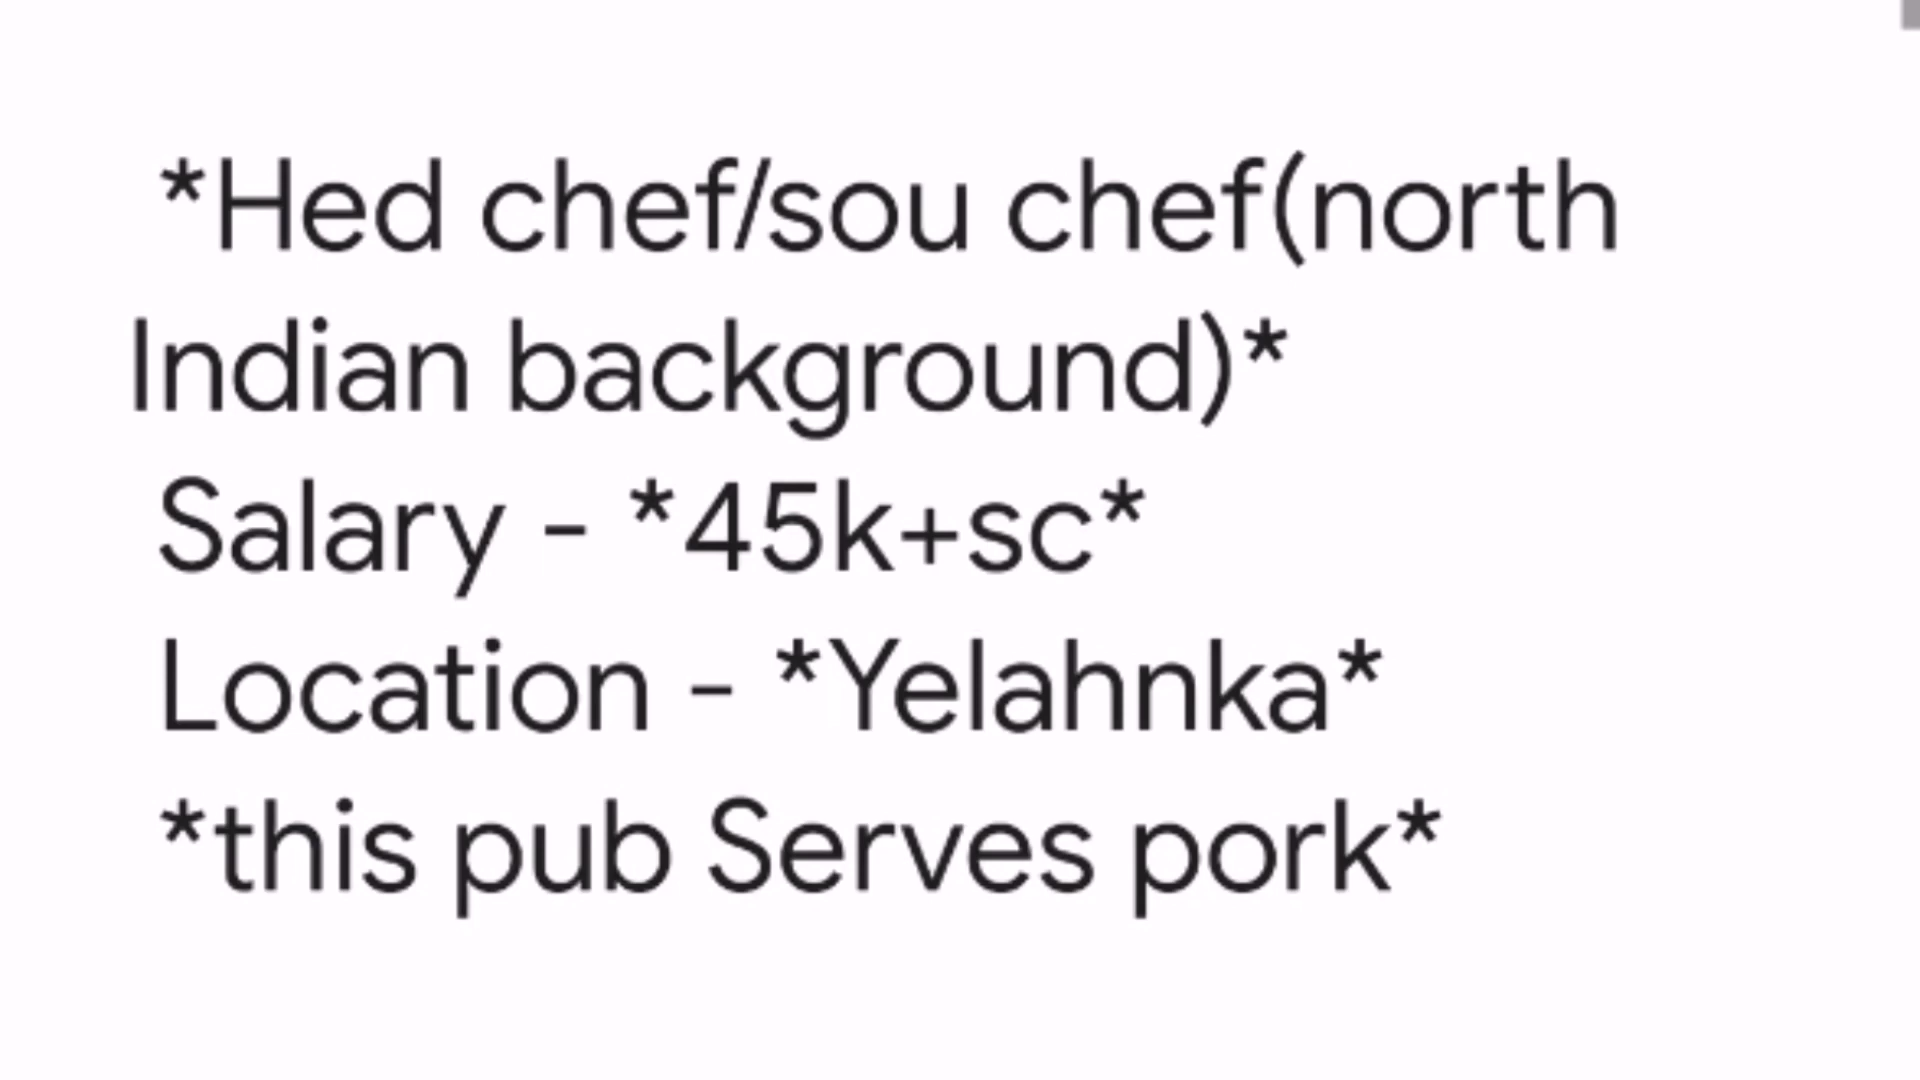 *Hed chef/sou chef(north
Indian background)*
Salary - *45k+sc*
Location - *Yelahnka*
*this pub Serves pork*